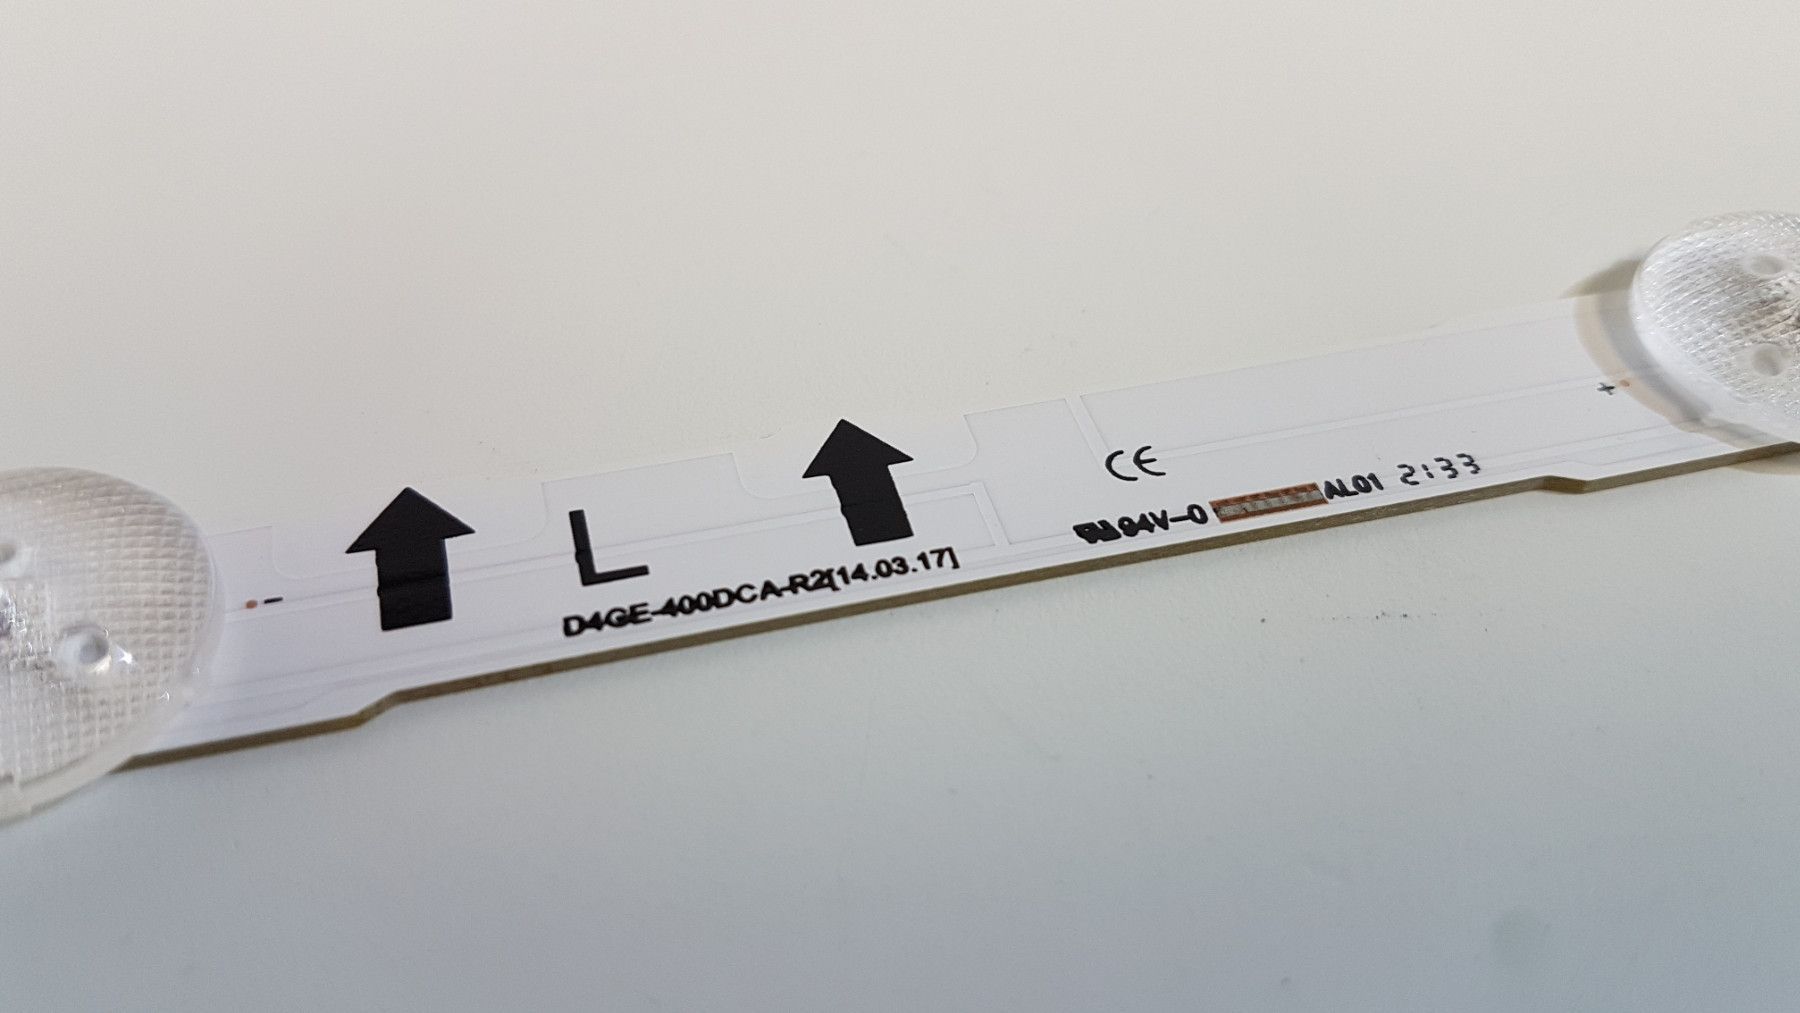 L
D4GE-400DCA-R2[14.03.17]
CE
94V-0 AL01 2133
- +